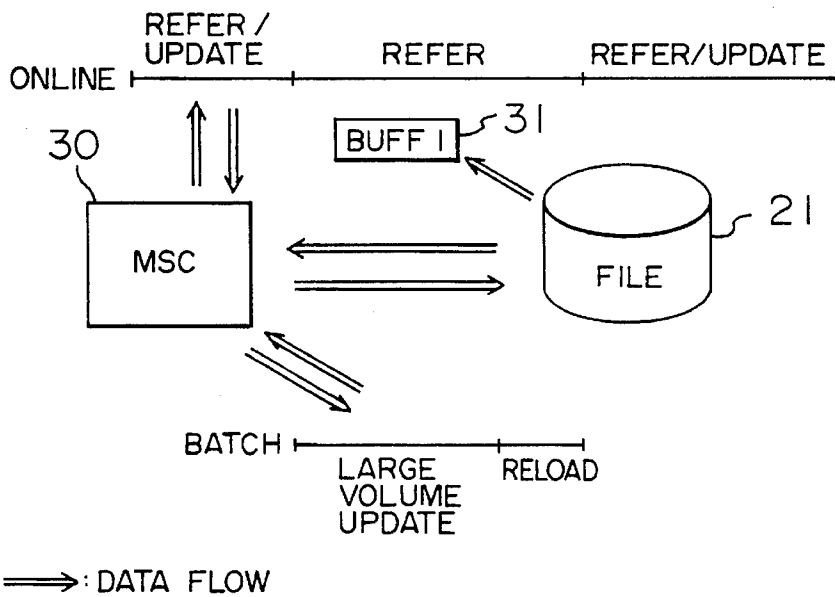 REFER/
UPDATE
REFER
REFER/UPDATE
ONLINE
30
BUFF 1
31
MSC
21
FILE
BATCH
LARGE
VOLUME
UPDATE
RELOAD
: DATA FLOW